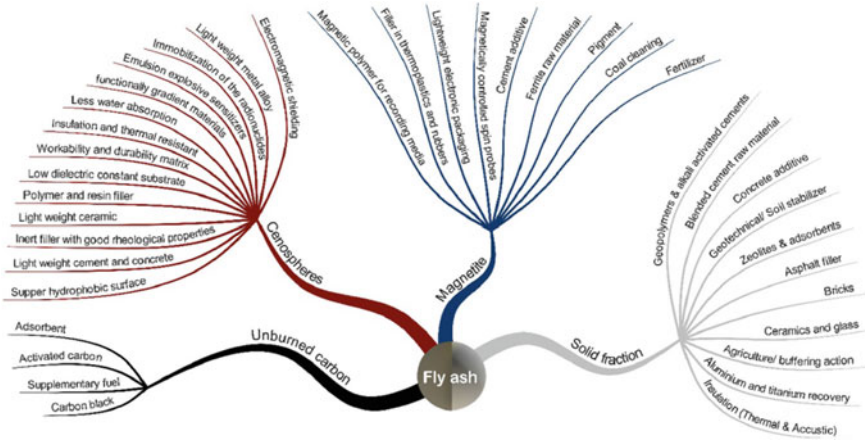 Electromagnetic shielding
Light weight metal alloy
Immobilization of the radionuclides
Emulsion explosive sensitizers
functionally gradient materials
Less water absorption
Insulation and thermal resistant
Workability and durability matrix
Low dielectric constant substrate
Polymer and resin filler
Light weight ceramic
Inert filler with good rheological properties
Light weight cement and concrete
Supper hydrophobic surface
Cenospheres
Magnetic polymer for recording media
Filler in thermoplastics and rubbers
Lightweight electronic packaging
Magnetically controlled spin probes
Cement additive
Ferrite raw material
Pigment
Coal cleaning
Fertilizer
Magnetite
Geopolymers & alkali activated cements
Blended cement raw material
Concrete additive
Geotechnical/ Soil stabilizer
Zeolites & adsorbents
Asphalt filler
Bricks
Ceramics and glass
Agriculture/ buffering action
Aluminium and titanium recovery
Insulation (Thermal & Accustic)
Solid fraction
Adsorbent
Activated carbon
Supplementary fuel
Carbon black
Unburned carbon
Fly ash